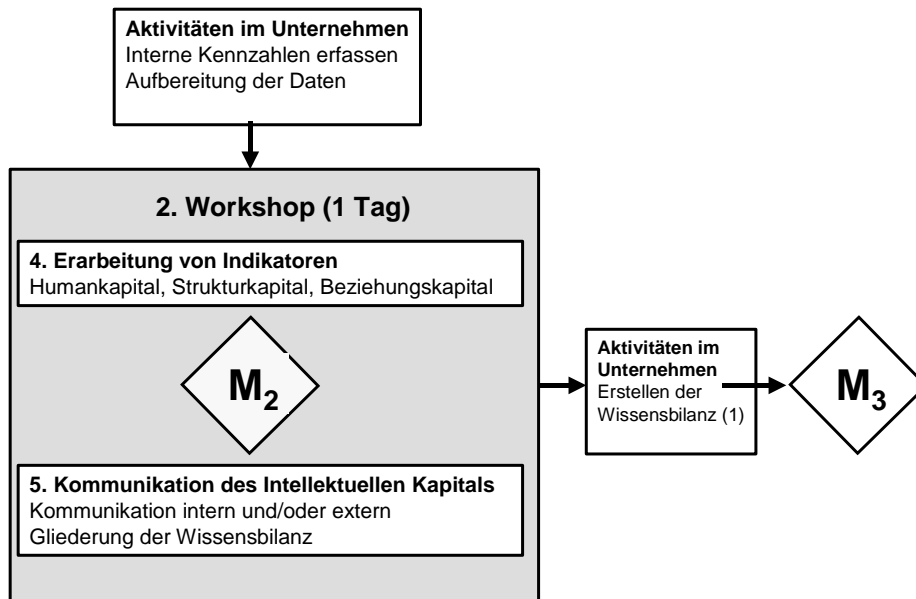 Aktivitäten im Unternehmen
Interne Kennzahlen erfassen
Aufbereitung der Daten
2. Workshop (1 Tag)
4. Erarbeitung von Indikatoren
Humankapital, Strukturkapital, Beziehungskapital
M2
5. Kommunikation des Intellektuellen Kapitals
Kommunikation intern und/oder extern
Gliederung der Wissensbilanz
Aktivitäten im
Unternehmen
Erstellen der
Wissensbilanz (1)
M3